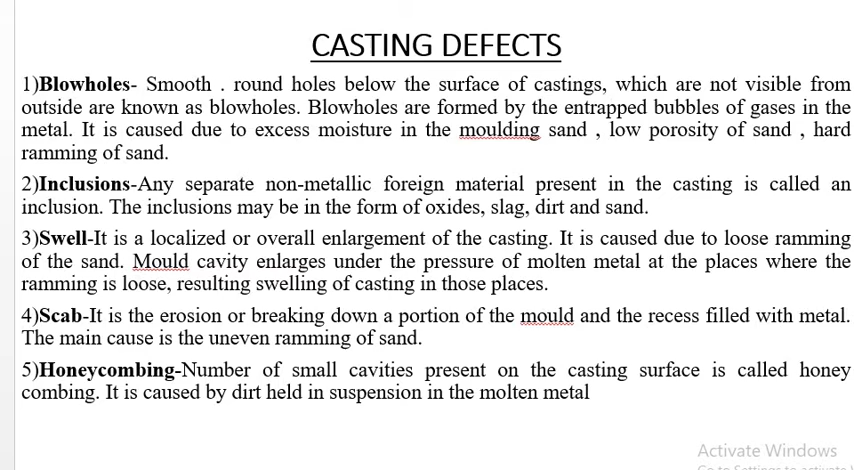 CASTING DEFECTS
1)Blowholes- Smooth . round holes below the surface of castings, which are not visible from
outside are known as blowholes. Blowholes are formed by the entrapped bubbles of gases in the
metal. It is caused due to excess moisture in the moulding sand , low porosity of sand , hard
ramming of sand.
2)Inclusions-Any separate non-metallic foreign material present in the casting is called an
inclusion. The inclusions may be in the form of oxides, slag, dirt and sand.
3)Swell-It is a localized or overall enlargement of the casting. It is caused due to loose ramming
of the sand. Mould cavity enlarges under the pressure of molten metal at the places where the
ramming is loose, resulting swelling of casting in those places.
4)Scab-It is the erosion or breaking down a portion of the mould and the recess filled with metal.
The main cause is the uneven ramming of sand.
5)Honeycombing-Number of small cavities present on the casting surface is called honey
combing. It is caused by dirt held in suspension in the molten metal
Activate Windows
Go to Settings to activate